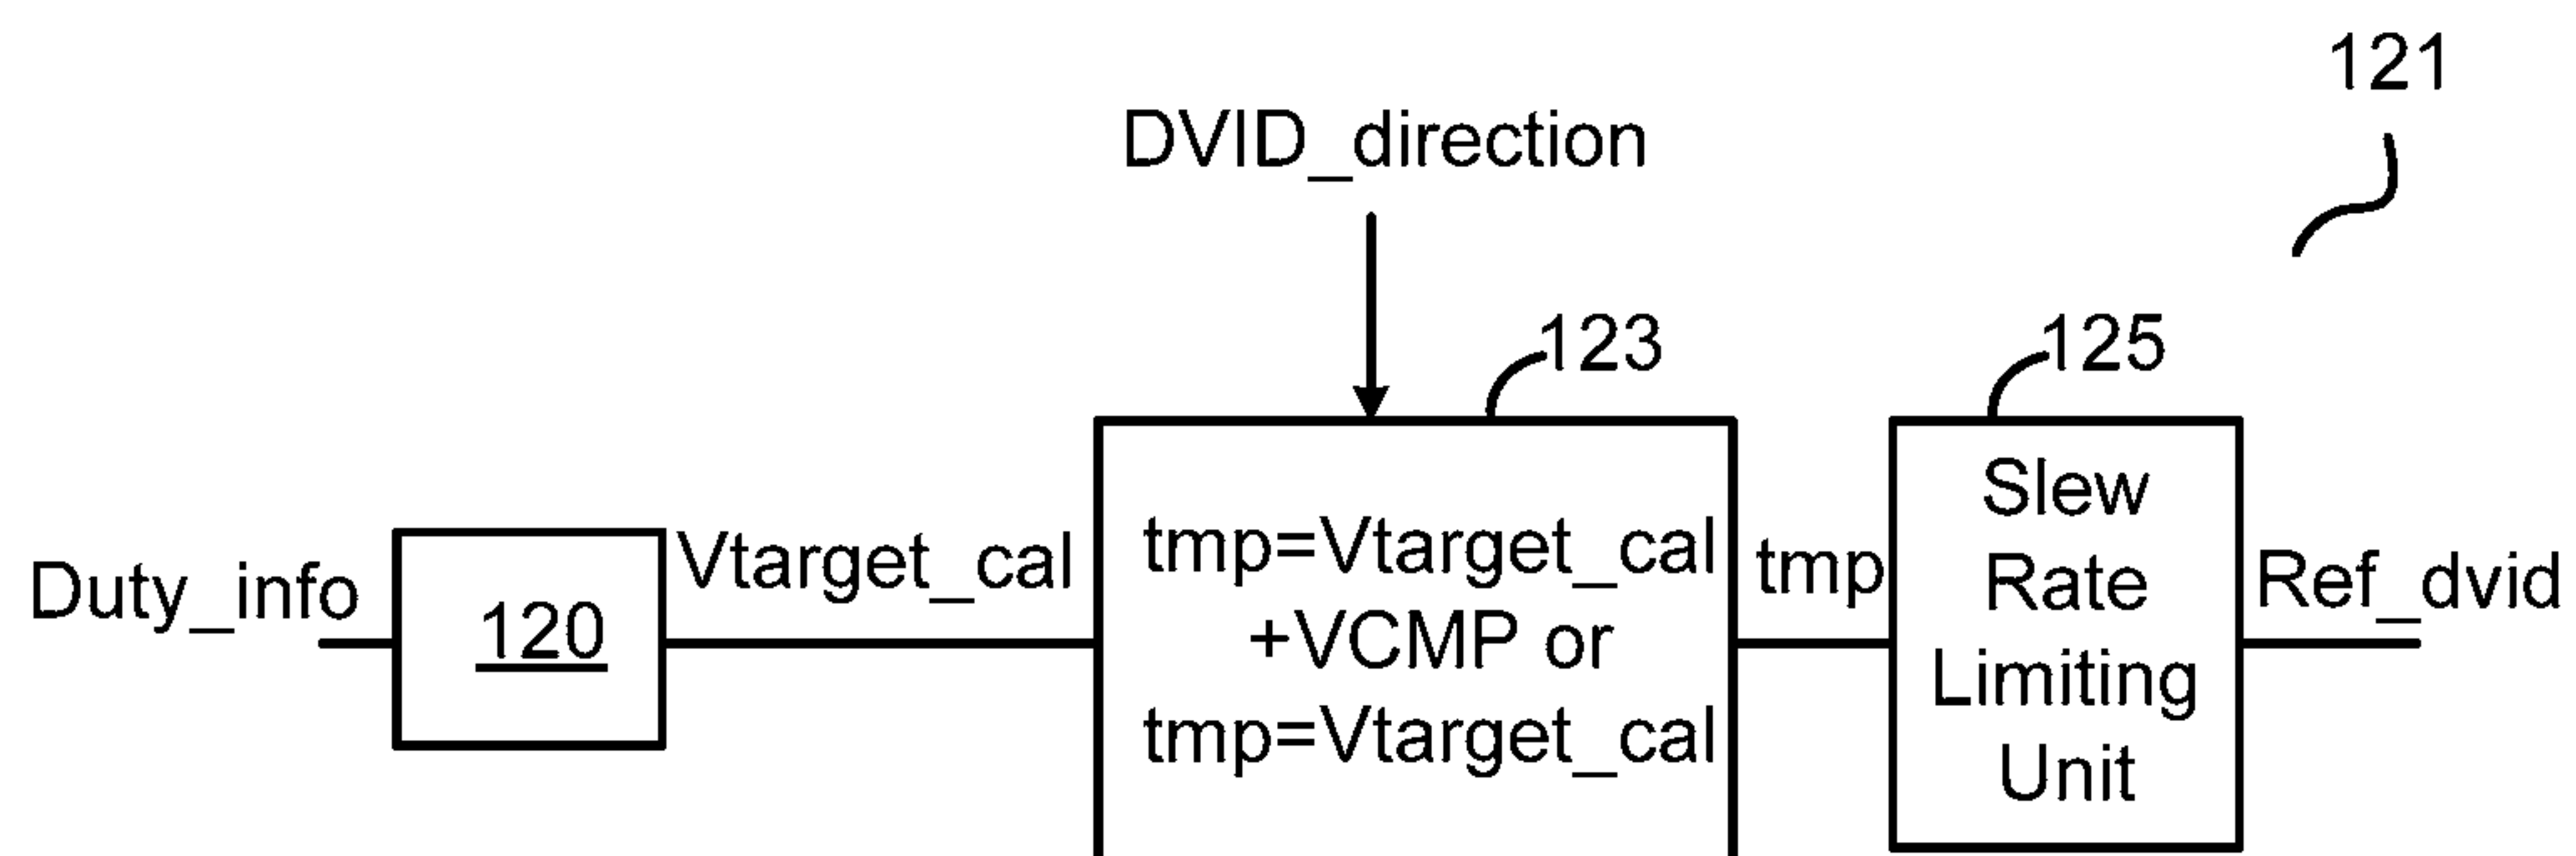 121
DVID_direction
123
125
Duty_info
120
Vtarget_cal
tmp=Vtarget_cal
+VCMP or
tmp=Vtarget_cal
tmp
Slew
Rate
Limiting
Unit
Ref_dvid